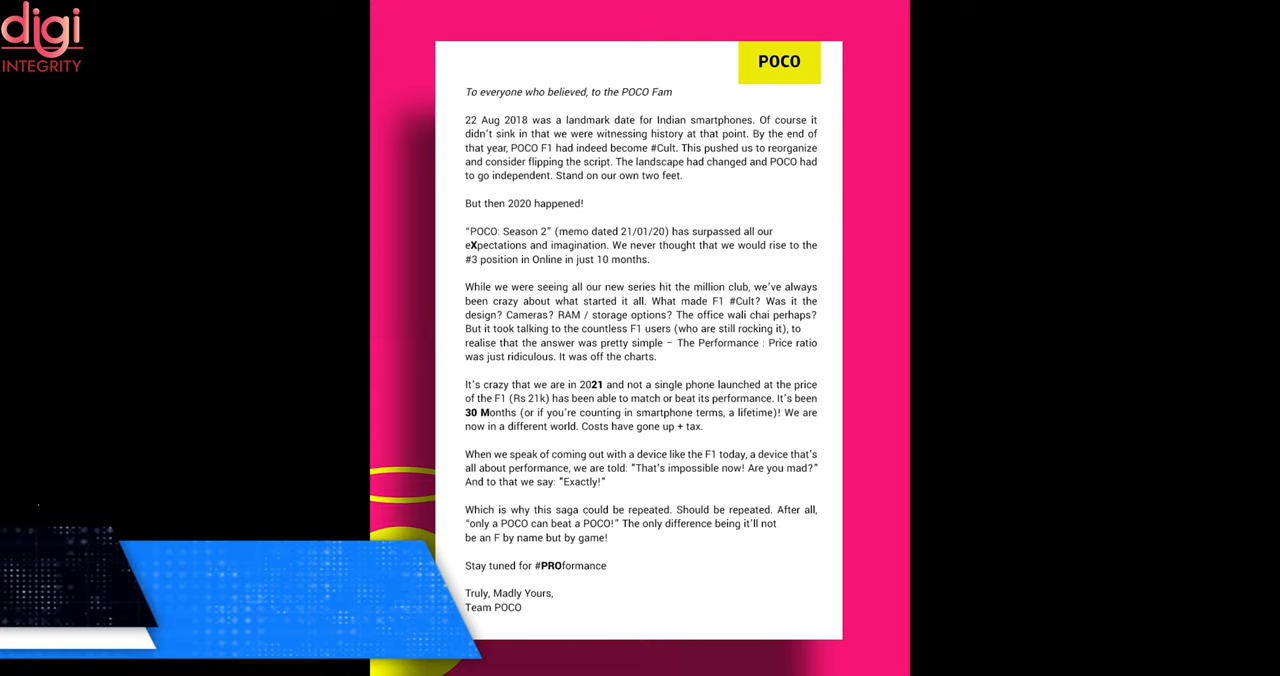 digi
INTEGRITY
POCO
To everyone who believed, to the POCO Fam
22 Aug 2018 was a landmark date for Indian smartphones. Of course it
didn't sink in that we were witnessing history at that point. By the end of
that year, POCO F1 had indeed become #Cult. This pushed us to reorganize
and consider flipping the script. The landscape had changed and POCO had
to go independent. Stand on our own two feet.
But then 2020 happened!
“POCO: Season 2” (memo dated 21/01/20) has surpassed all our
eXpectations and imagination. We never thought that we would rise to the
#3 position in Online in just 10 months.
While we were seeing all our new series hit the million club, we've always
been crazy about what started it all. What made F1 #Cult? Was it the
design? Cameras? RAM / storage options? The office wali chai perhaps?
But it took talking to the countless F1 users (who are still rocking it), to
realise that the answer was pretty simple – The Performance : Price ratio
was just ridiculous. It was off the charts.
It's crazy that we are in 2021 and not a single phone launched at the price
of the F1 (Rs 21k) has been able to match or beat its performance. It's been
30 Months (or if you're counting in smartphone terms, a lifetime)! We are
now in a different world. Costs have gone up + tax.
When we speak of coming out with a device like the F1 today, a device that's
all about performance, we are told: "That's impossible now! Are you mad?"
And to that we say: "Exactly!"
Which is why this saga could be repeated. Should be repeated. After all,
“only a POCO can beat a POCO!” The only difference being it'll not
be an F by name but by game!
Stay tuned for #PROformance
Truly, Madly Yours,
Team POCO